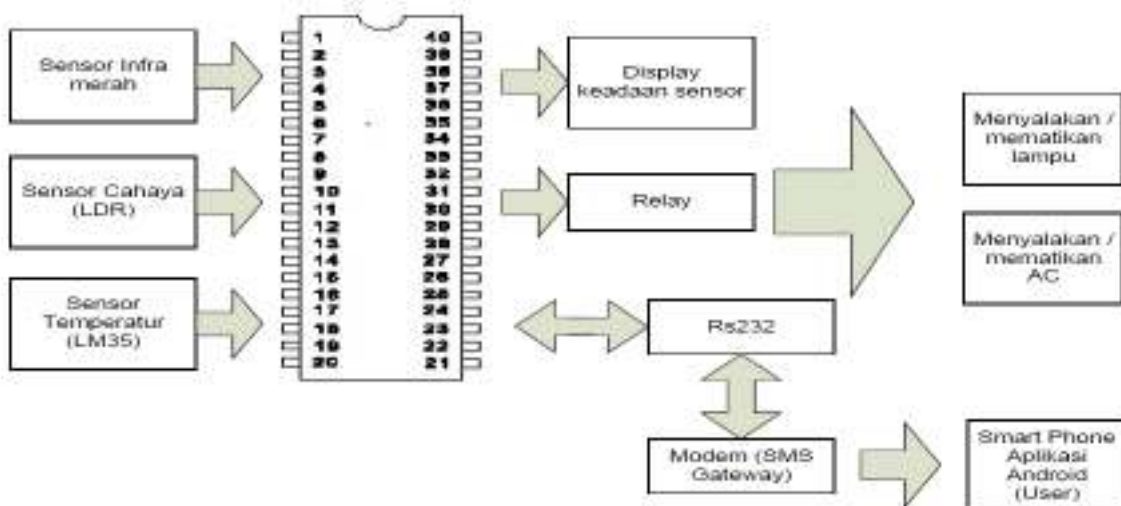 Sensor Infra
merah
Sensor Cahaya
(LDR)
Sensor
Temperatur
(LM35)
1 40
2 39
3 38
4 37
5 36
6 35
7 34
8 33
9 32
10 31
11 30
12 29
13 28
14 27
15 26
16 25
17 24
18 23
19 22
20 21
Display
keadaan sensor
Relay
Rs232
Modem (SMS
Gateway)
Menyalakan /
mematikan
lampu
Menyalakan /
mematikan
AC
Smart Phone
Aplikasi
Android
(User)